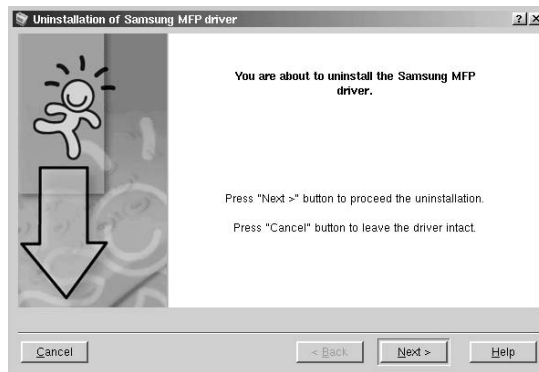 Uninstallation of Samsung MFP driver
You are about to uninstall the Samsung MFP
driver.
Press "Next >" button to proceed the uninstallation.
Press "Cancel" button to leave the driver intact.
Cancel
< Back
Next >
Help